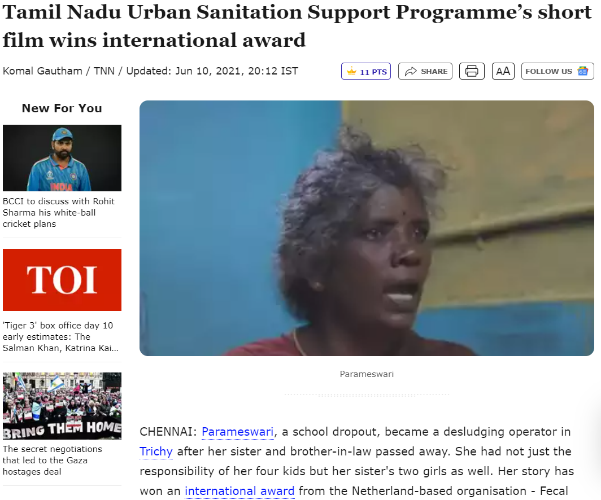 Tamil Nadu Urban Sanitation Support Programme’s short
film wins international award
Komal Gautham / TNN / Updated: Jun 10, 2021, 20:12 IST
11 PTS
SHARE
AA
FOLLOW US
New For You
INDIA
BCCI to discuss with Rohit
Sharma his white-ball
cricket plans
TOI
'Tiger 3' box office day 10
early estimates: The
Salman Khan, Katrina Kai...
BRING THEM HOME
The secret negotiations
that led to the Gaza
hostages deal
Parameswari
CHENNAI: Parameswari, a school dropout, became a desludging operator in
Trichy after her sister and brother-in-law passed away. She had not just the
responsibility of her four kids but her sister's two girls as well. Her story has
won an international award from the Netherland-based organisation - Fecal